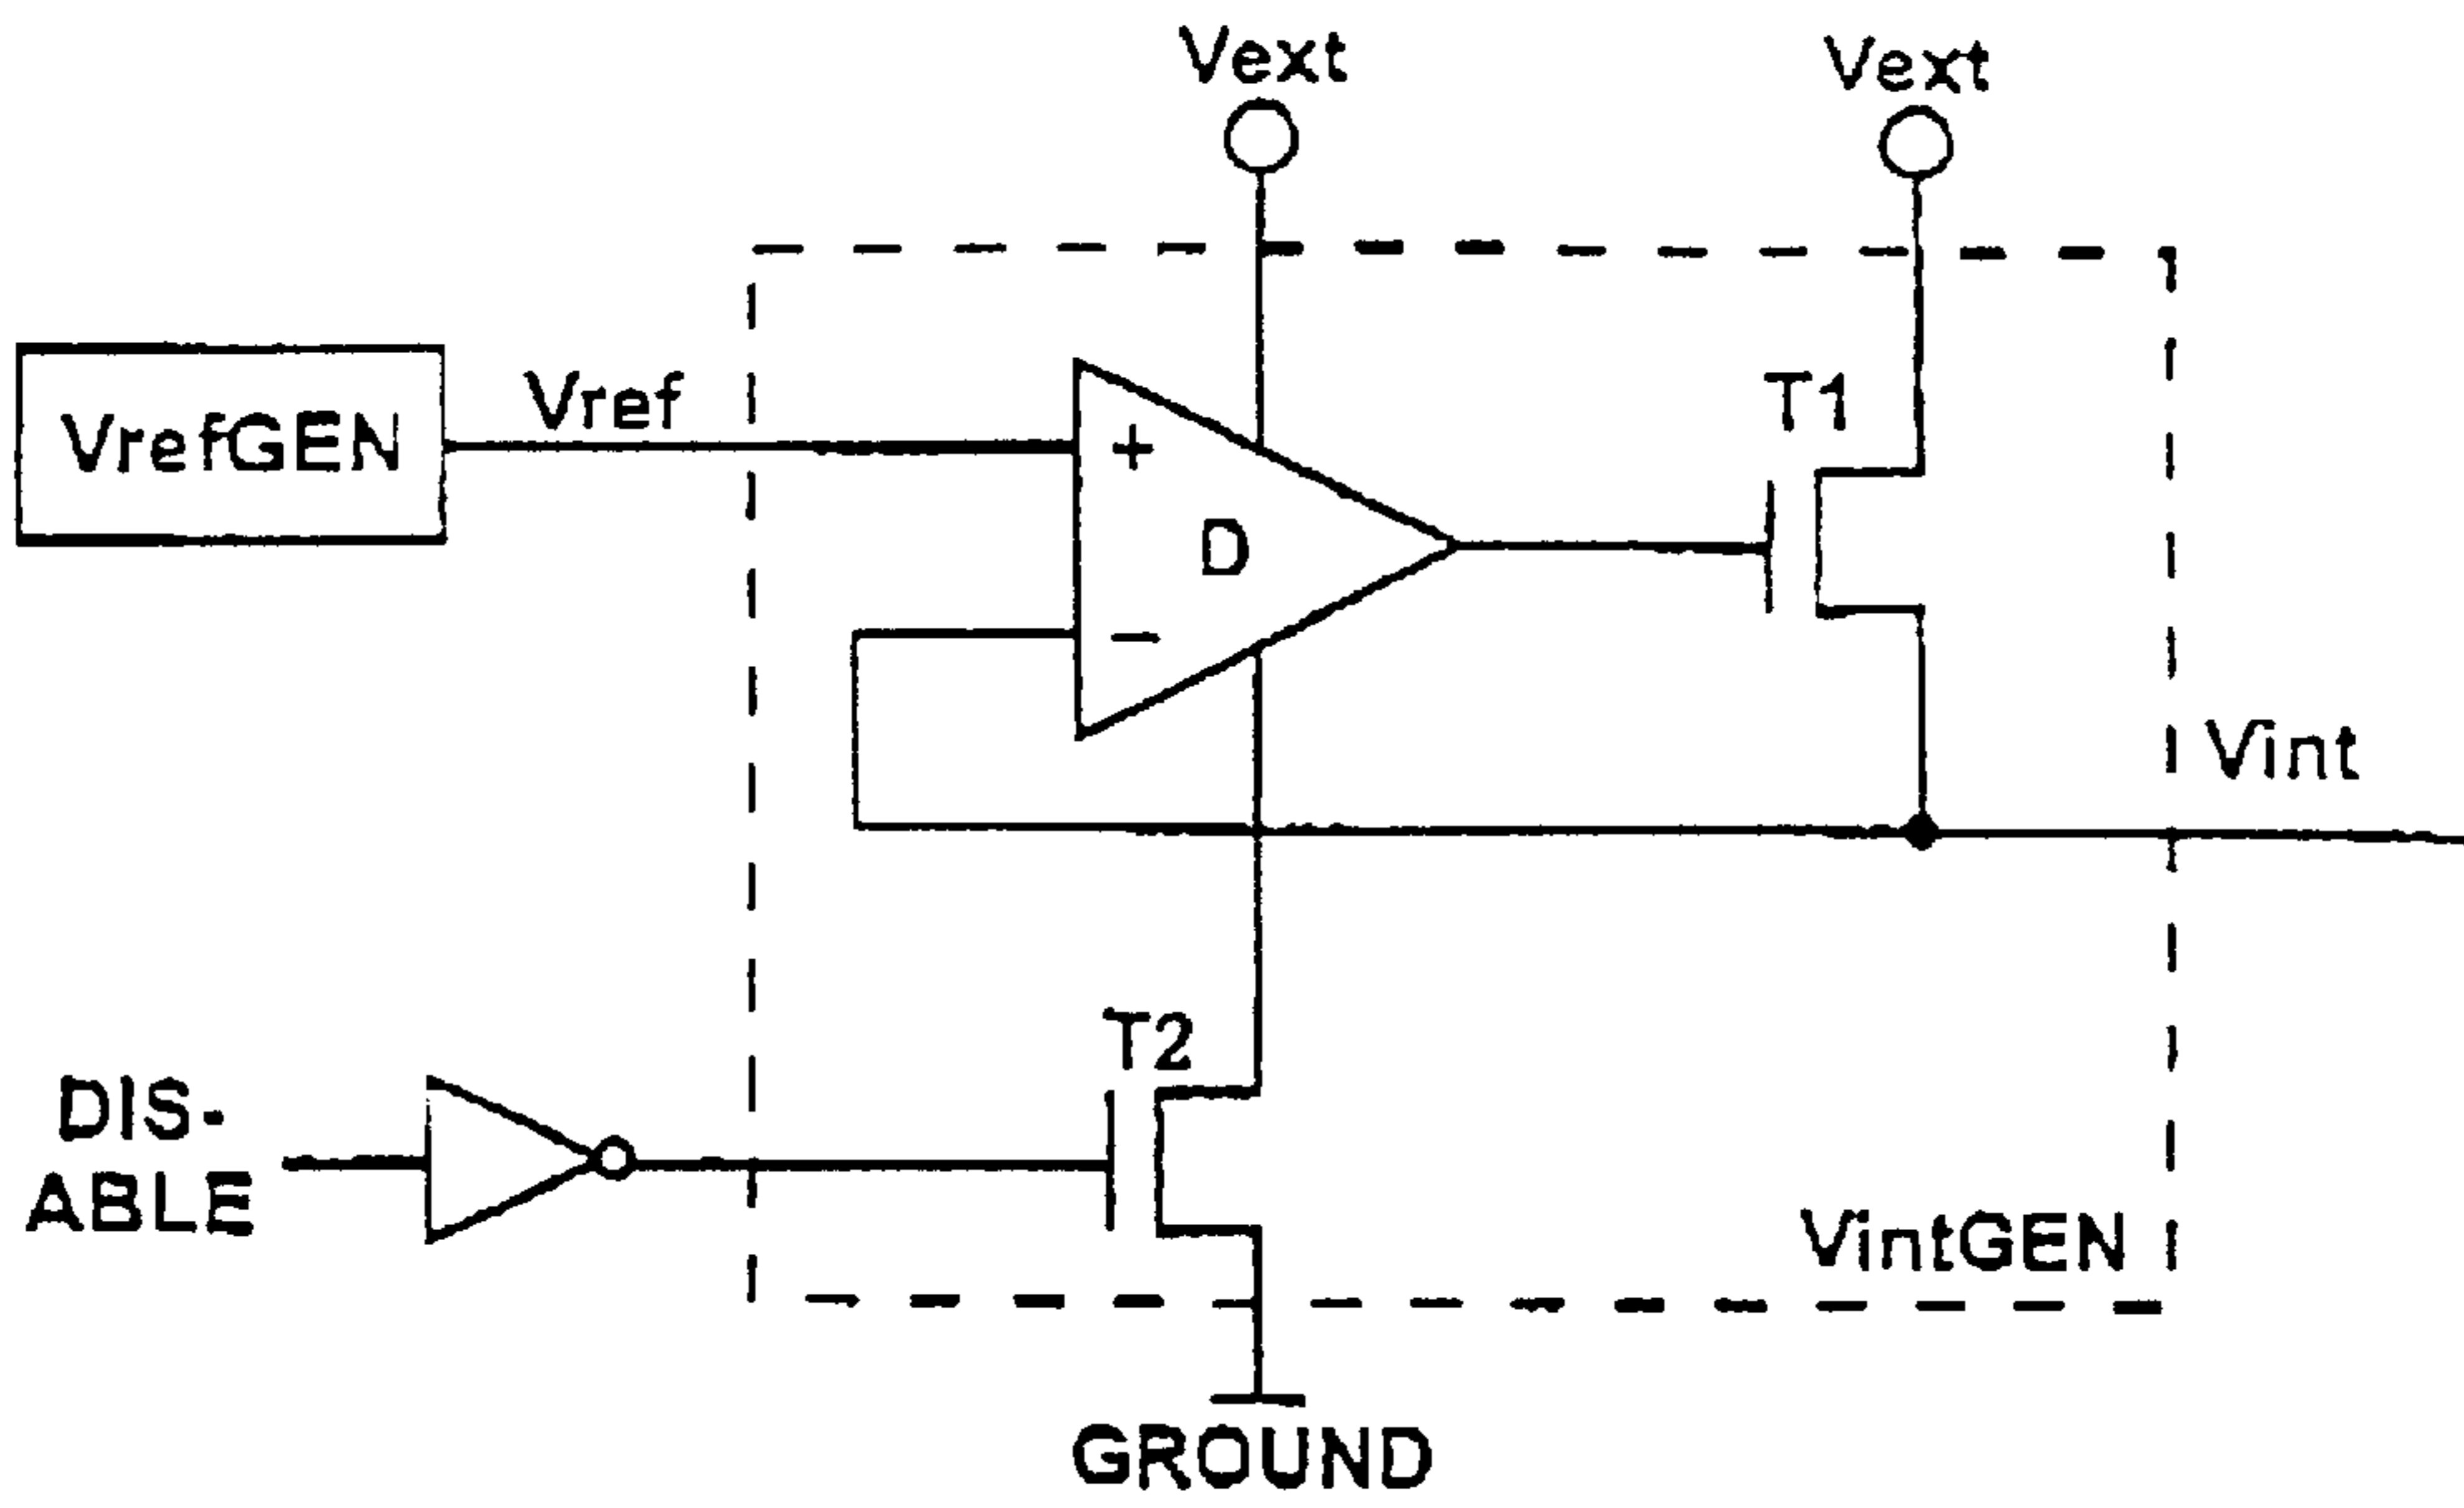 Vext
Vext
VrefGEN
Vref
+
D
T1
−
Vint
T2
DIS-
ABLE
VintGEN
GROUND